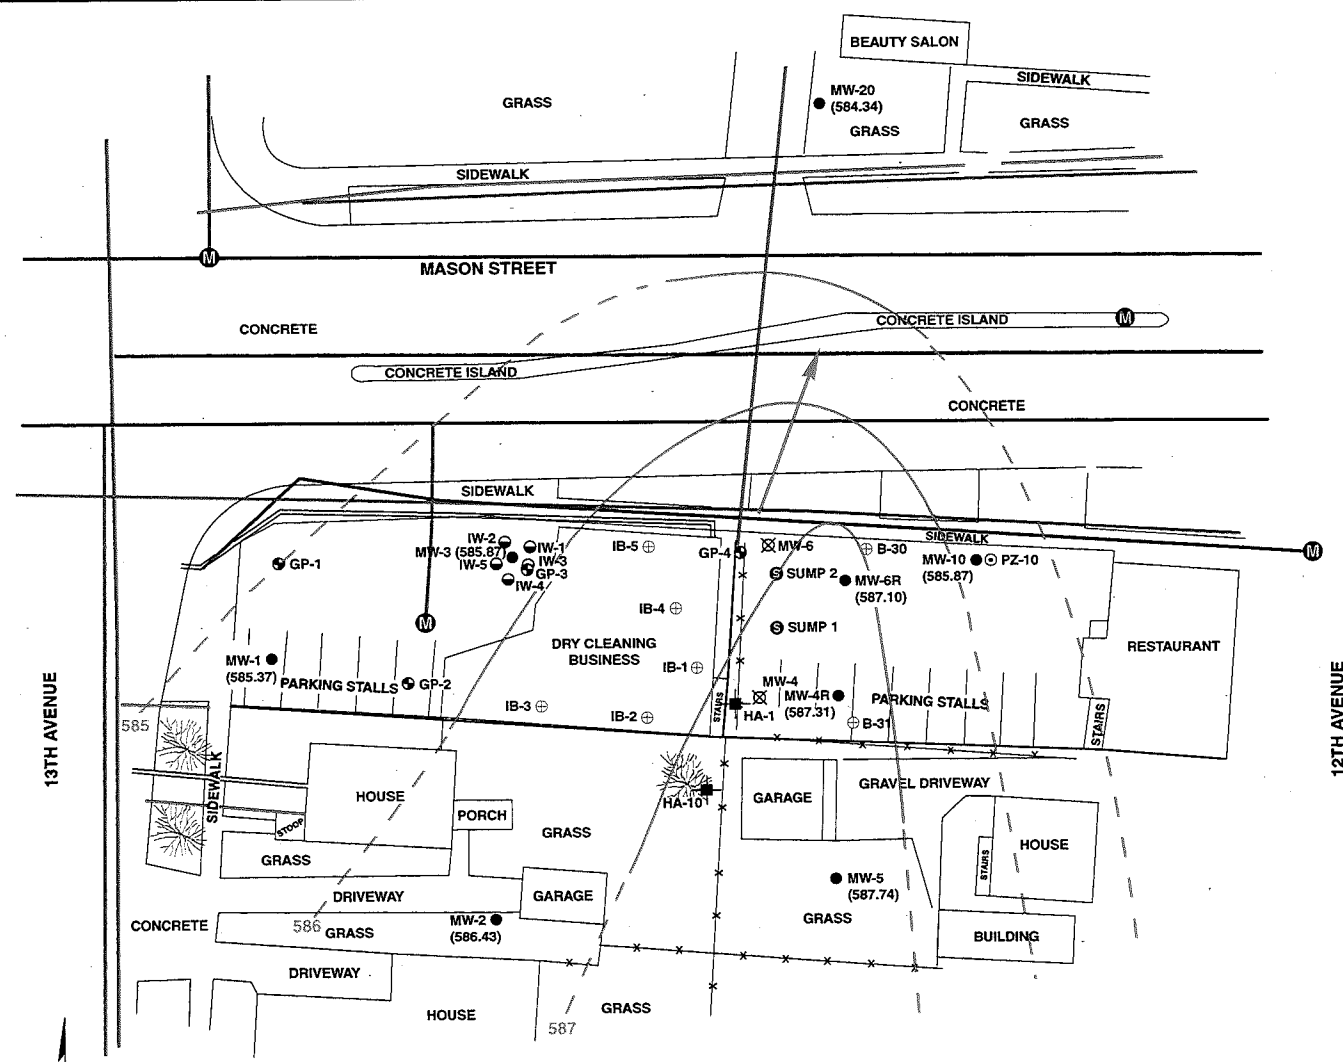 BEAUTY SALON
SIDEWALK
MW-20
(584.34)
GRASS
GRASS
GRASS
SIDEWALK
M
MASON STREET
CONCRETE
CONCRETE ISLAND
M
CONCRETE ISLAND
CONCRETE
SIDEWALK
SIDEWALK
IW-2
IW-1
MW-3 (585.87)
IW-3
IW-5
GP-3
IW-4
GP-1
IB-5
GP-4
MW-6
B-30
MW-10
(585.87)
PZ-10
M
S SUMP 2
MW-6R
(587.10)
IB-4
M
S SUMP 1
DRY CLEANING
BUSINESS
RESTAURANT
MW-1
(585.37)
IB-1
PARKING STALLS
GP-2
MW-4
MW-4R
(587.31)
PARKING STALLS
STAIRS
HA-1
IB-3
IB-2
B-31
STAIRS
585
13TH AVENUE
12TH AVENUE
SIDEWALK
HOUSE
PORCH
STOOP
HA-10
GARAGE
GRAVEL DRIVEWAY
GRASS
GRASS
STAIRS
HOUSE
DRIVEWAY
GARAGE
MW-5
(587.74)
GRASS
CONCRETE
586
GRASS
MW-2
(586.43)
BUILDING
DRIVEWAY
HOUSE
GRASS
587